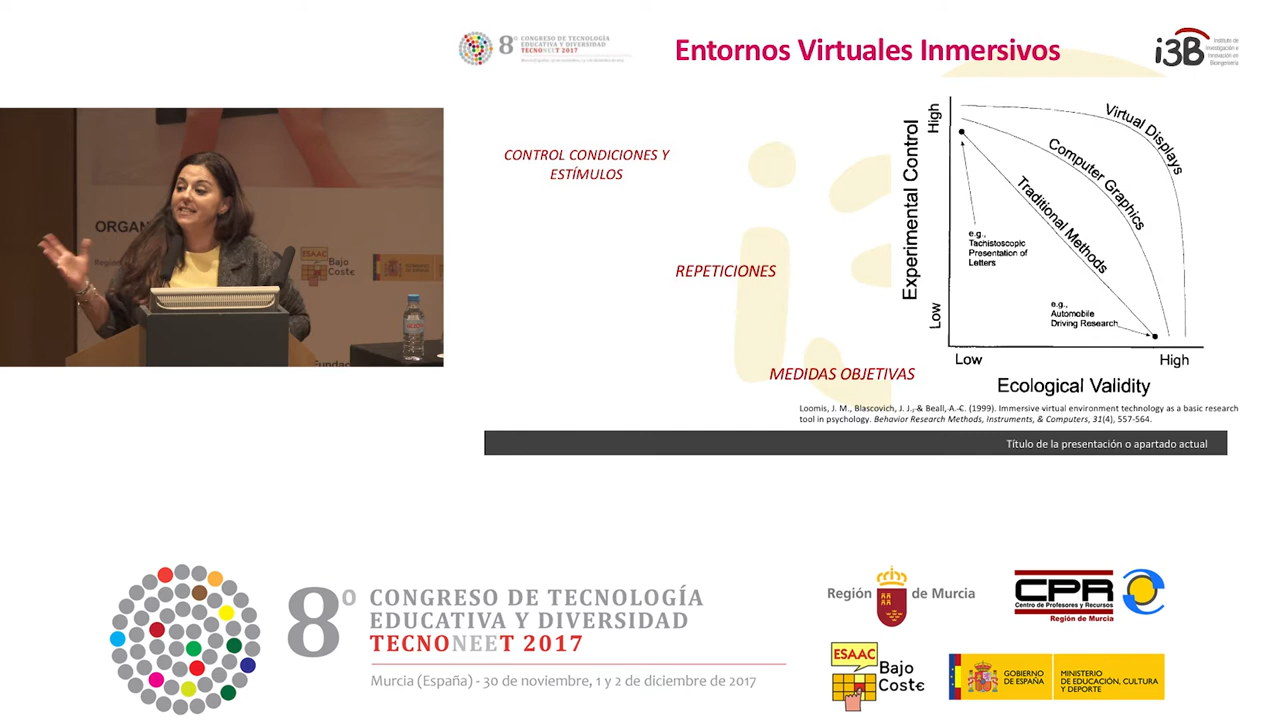 8º CONGRESO DE TECNOLOGÍA
EDUCATIVA Y DIVERSIDAD
TECNONEET 2017
Entornos Virtuales Inmersivos
i3B
Instituto de
Investigación e
Innovación en
Bioingeniería
CONTROL CONDICIONES Y
ESTÍMULOS
REPETICIONES
MEDIDAS OBJETIVAS
Experimental Control
High
Low
Virtual Displays
Computer Graphics
Traditional Methods
e.g.,
Tachistoscopic
Presentation of
Letters
e.g.,
Automobile
Driving Research
Low
High
Ecological Validity
Loomis, J. M., Blascovich, J. J., & Beall, A. C. (1999). Immersive virtual environment technology as a basic research
tool in psychology. Behavior Research Methods, Instruments, & Computers, 31(4), 557-564.
Título de la presentación o apartado actual
ORGAN
Región
ESAAC
Bajo
Coste
Fundac
8º CONGRESO DE TECNOLOGÍA
EDUCATIVA Y DIVERSIDAD
TECNONEET 2017
Murcia (España) - 30 de noviembre, 1 y 2 de diciembre de 2017
Región de Murcia
CPR
Centro de Profesores y Recursos
Región de Murcia
ESAAC
Bajo
Coste
GOBIERNO
DE ESPAÑA
MINISTERIO
DE EDUCACIÓN, CULTURA
Y DEPORTE